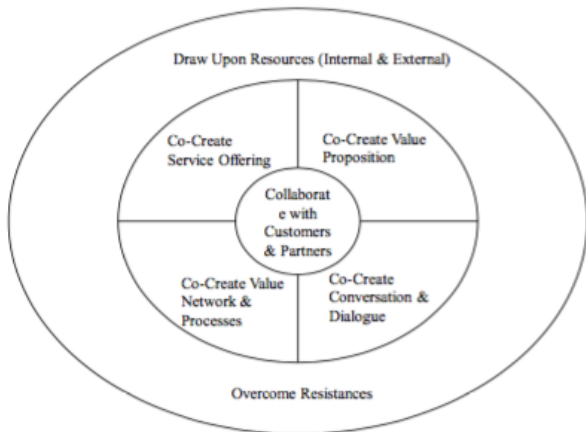 Draw Upon Resources (Internal & External)
Co-Create
Service Offering
Co-Create Value
Proposition
Collaborat
e with
Customers
& Partners
Co-Create Value
Network &
Processes
Co-Create
Conversation &
Dialogue
Overcome Resistances